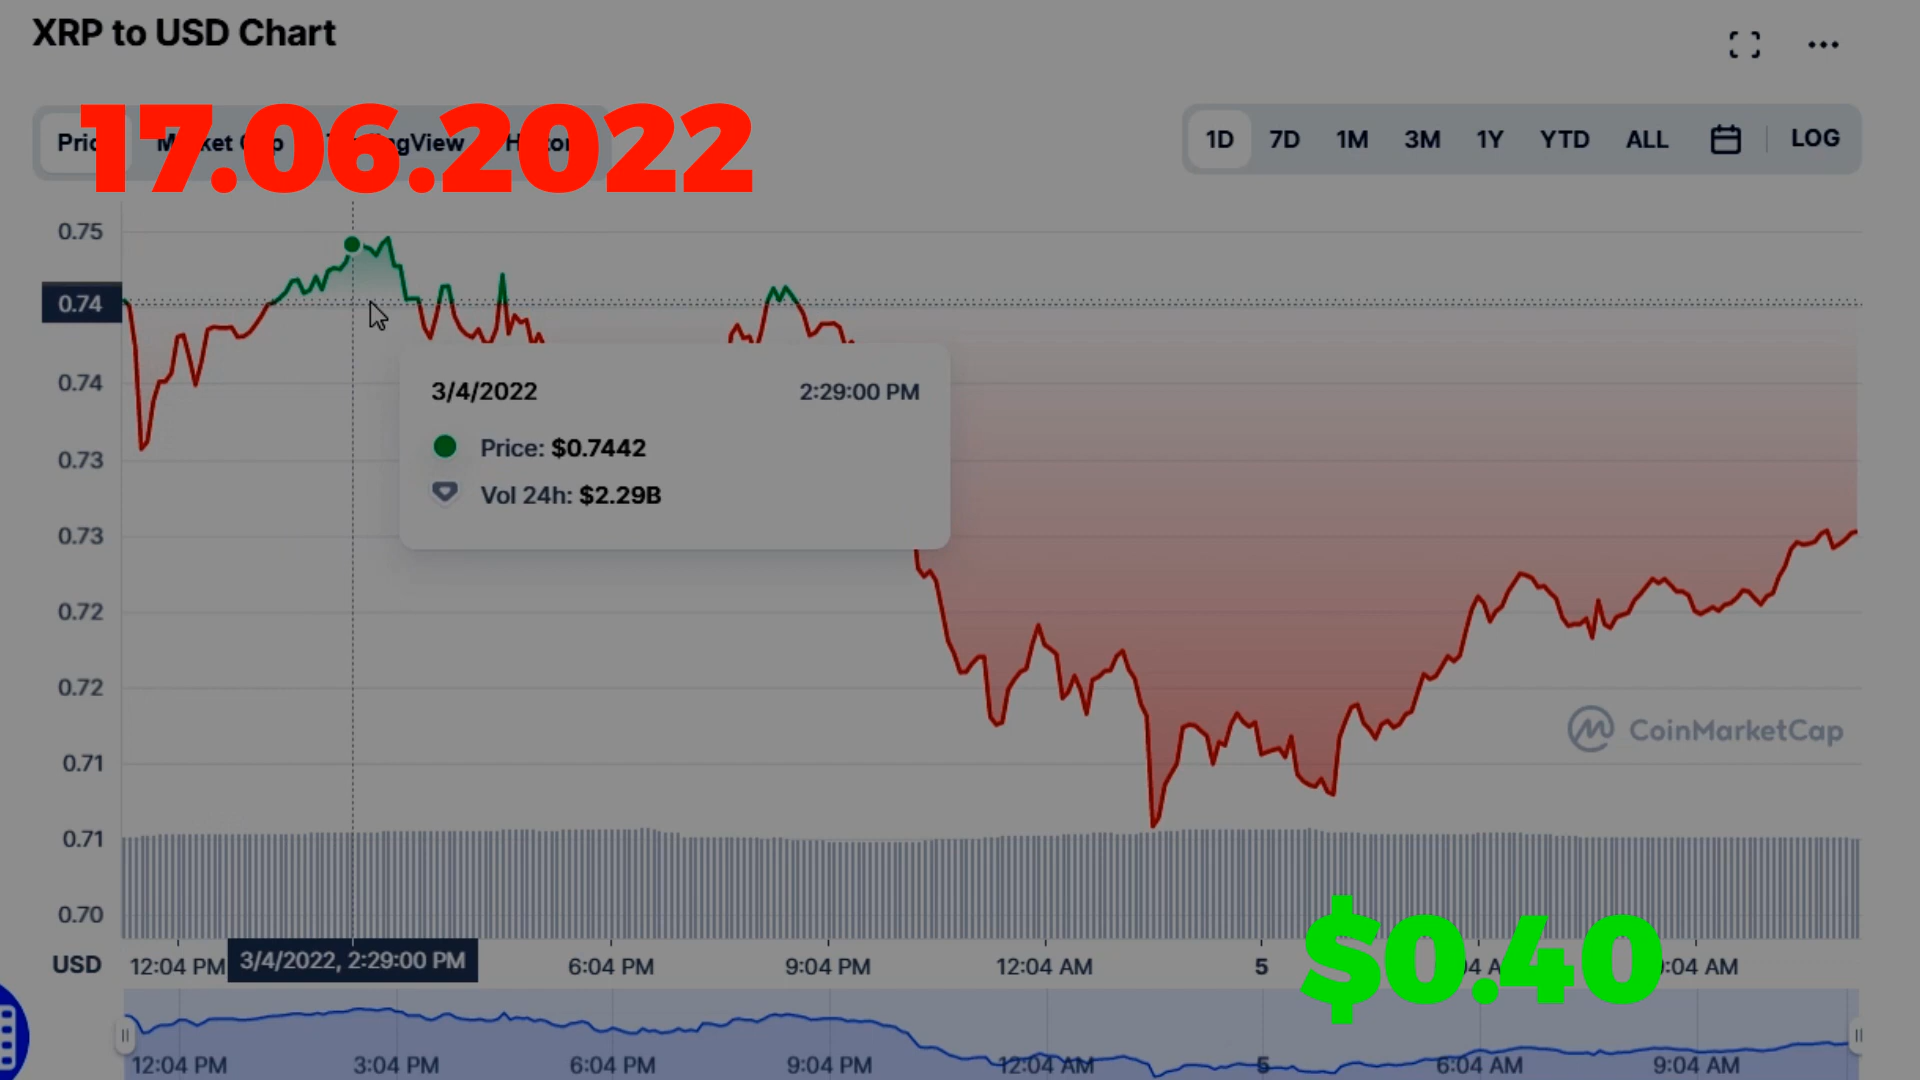 XRP to USD Chart
17.06.2022
1D 7D 1M 3M 1Y YTD ALL LOG
0.75
0.74
0.74
0.73
0.73
0.72
0.72
0.71
0.71
0.70
3/4/2022 2:29:00 PM
Price: $0.7442
Vol 24h: $2.29B
CoinMarketCap
$0.40
USD 12:04 PM 3/4/2022, 2:29:00 PM 6:04 PM 9:04 PM 12:04 AM 5
12:04 PM 3:04 PM 6:04 PM 9:04 PM 12:04 AM 5 6:04 AM 9:04 AM